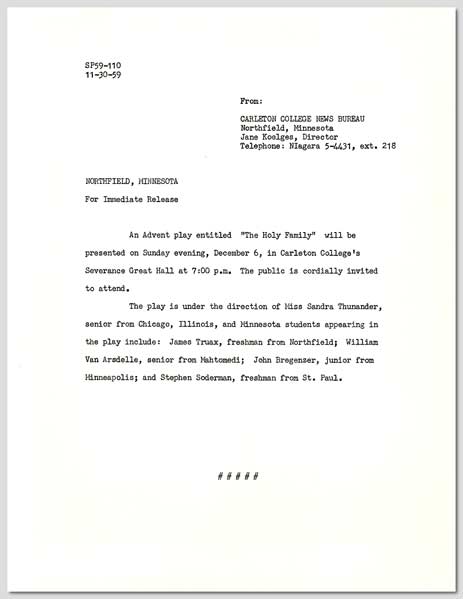 SP59-110
11-30-59
From:
CARLETON COLLEGE NEWS BUREAU
Northfield, Minnesota
Jane Koelges, Director
Telephone: NIagara 5-4431, ext. 218
NORTHFIELD, MINNESOTA
For Immediate Release
An Advent play entitled "The Holy Family" will be
presented on Sunday evening, December 6, in Carleton College's
Severance Great Hall at 7:00 p.m. The public is cordially invited
to attend.
The play is under the direction of Miss Sandra Thunander,
senior from Chicago, Illinois, and Minnesota students appearing in
the play include: James Truax, freshman from Northfield; William
Van Arsdelle, senior from Mahtomedi; John Bregenzer, junior from
Minneapolis; and Stephen Soderman, freshman from St. Paul.
# # # # #